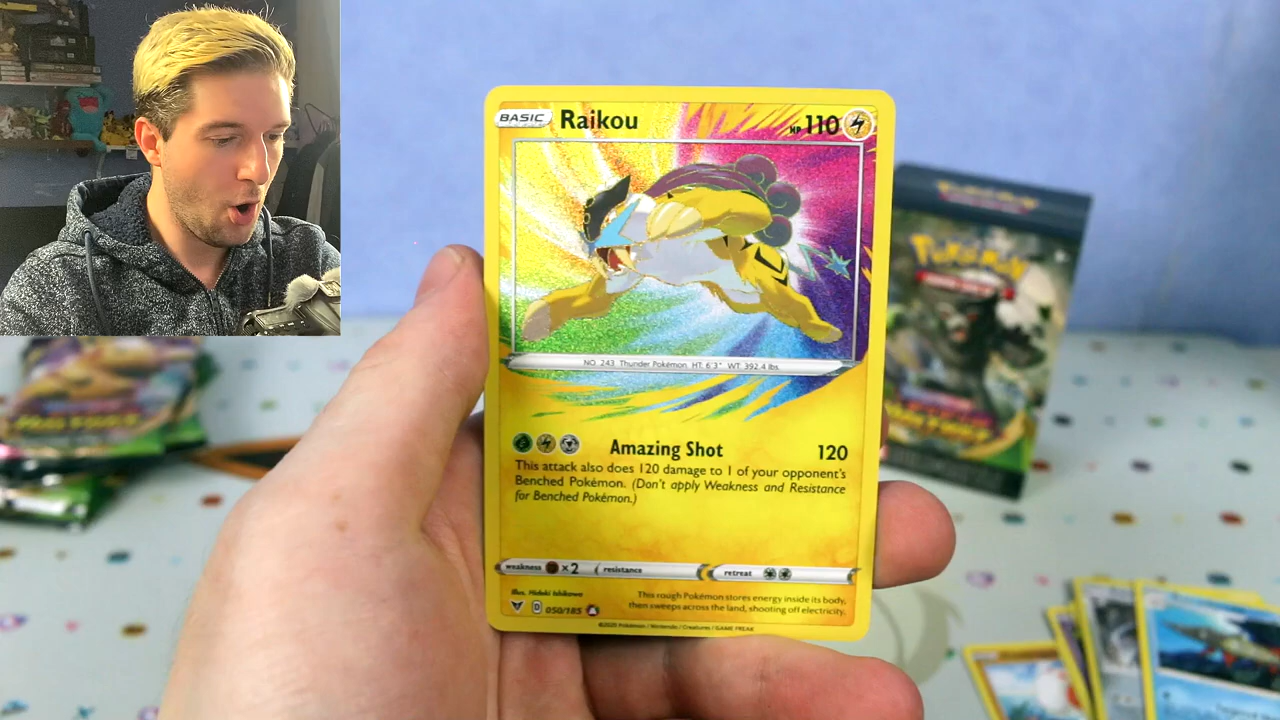 BASIC Raikou HP 110
NO. 243 Thunder Pokémon HT: 6'3" WT: 392.4 lbs.
Amazing Shot 120
This attack also does 120 damage to 1 of your opponent's
Benched Pokémon. (Don't apply Weakness and Resistance
for Benched Pokémon.)
weakness ×2 resistance retreat
Illus. Hideki Ishikawa
D 050/185
This rough Pokémon stores energy inside its body,
then sweeps across the land, shooting off electricity.
©2020 Pokémon / Nintendo / Creatures / GAME FREAK
Pokémon